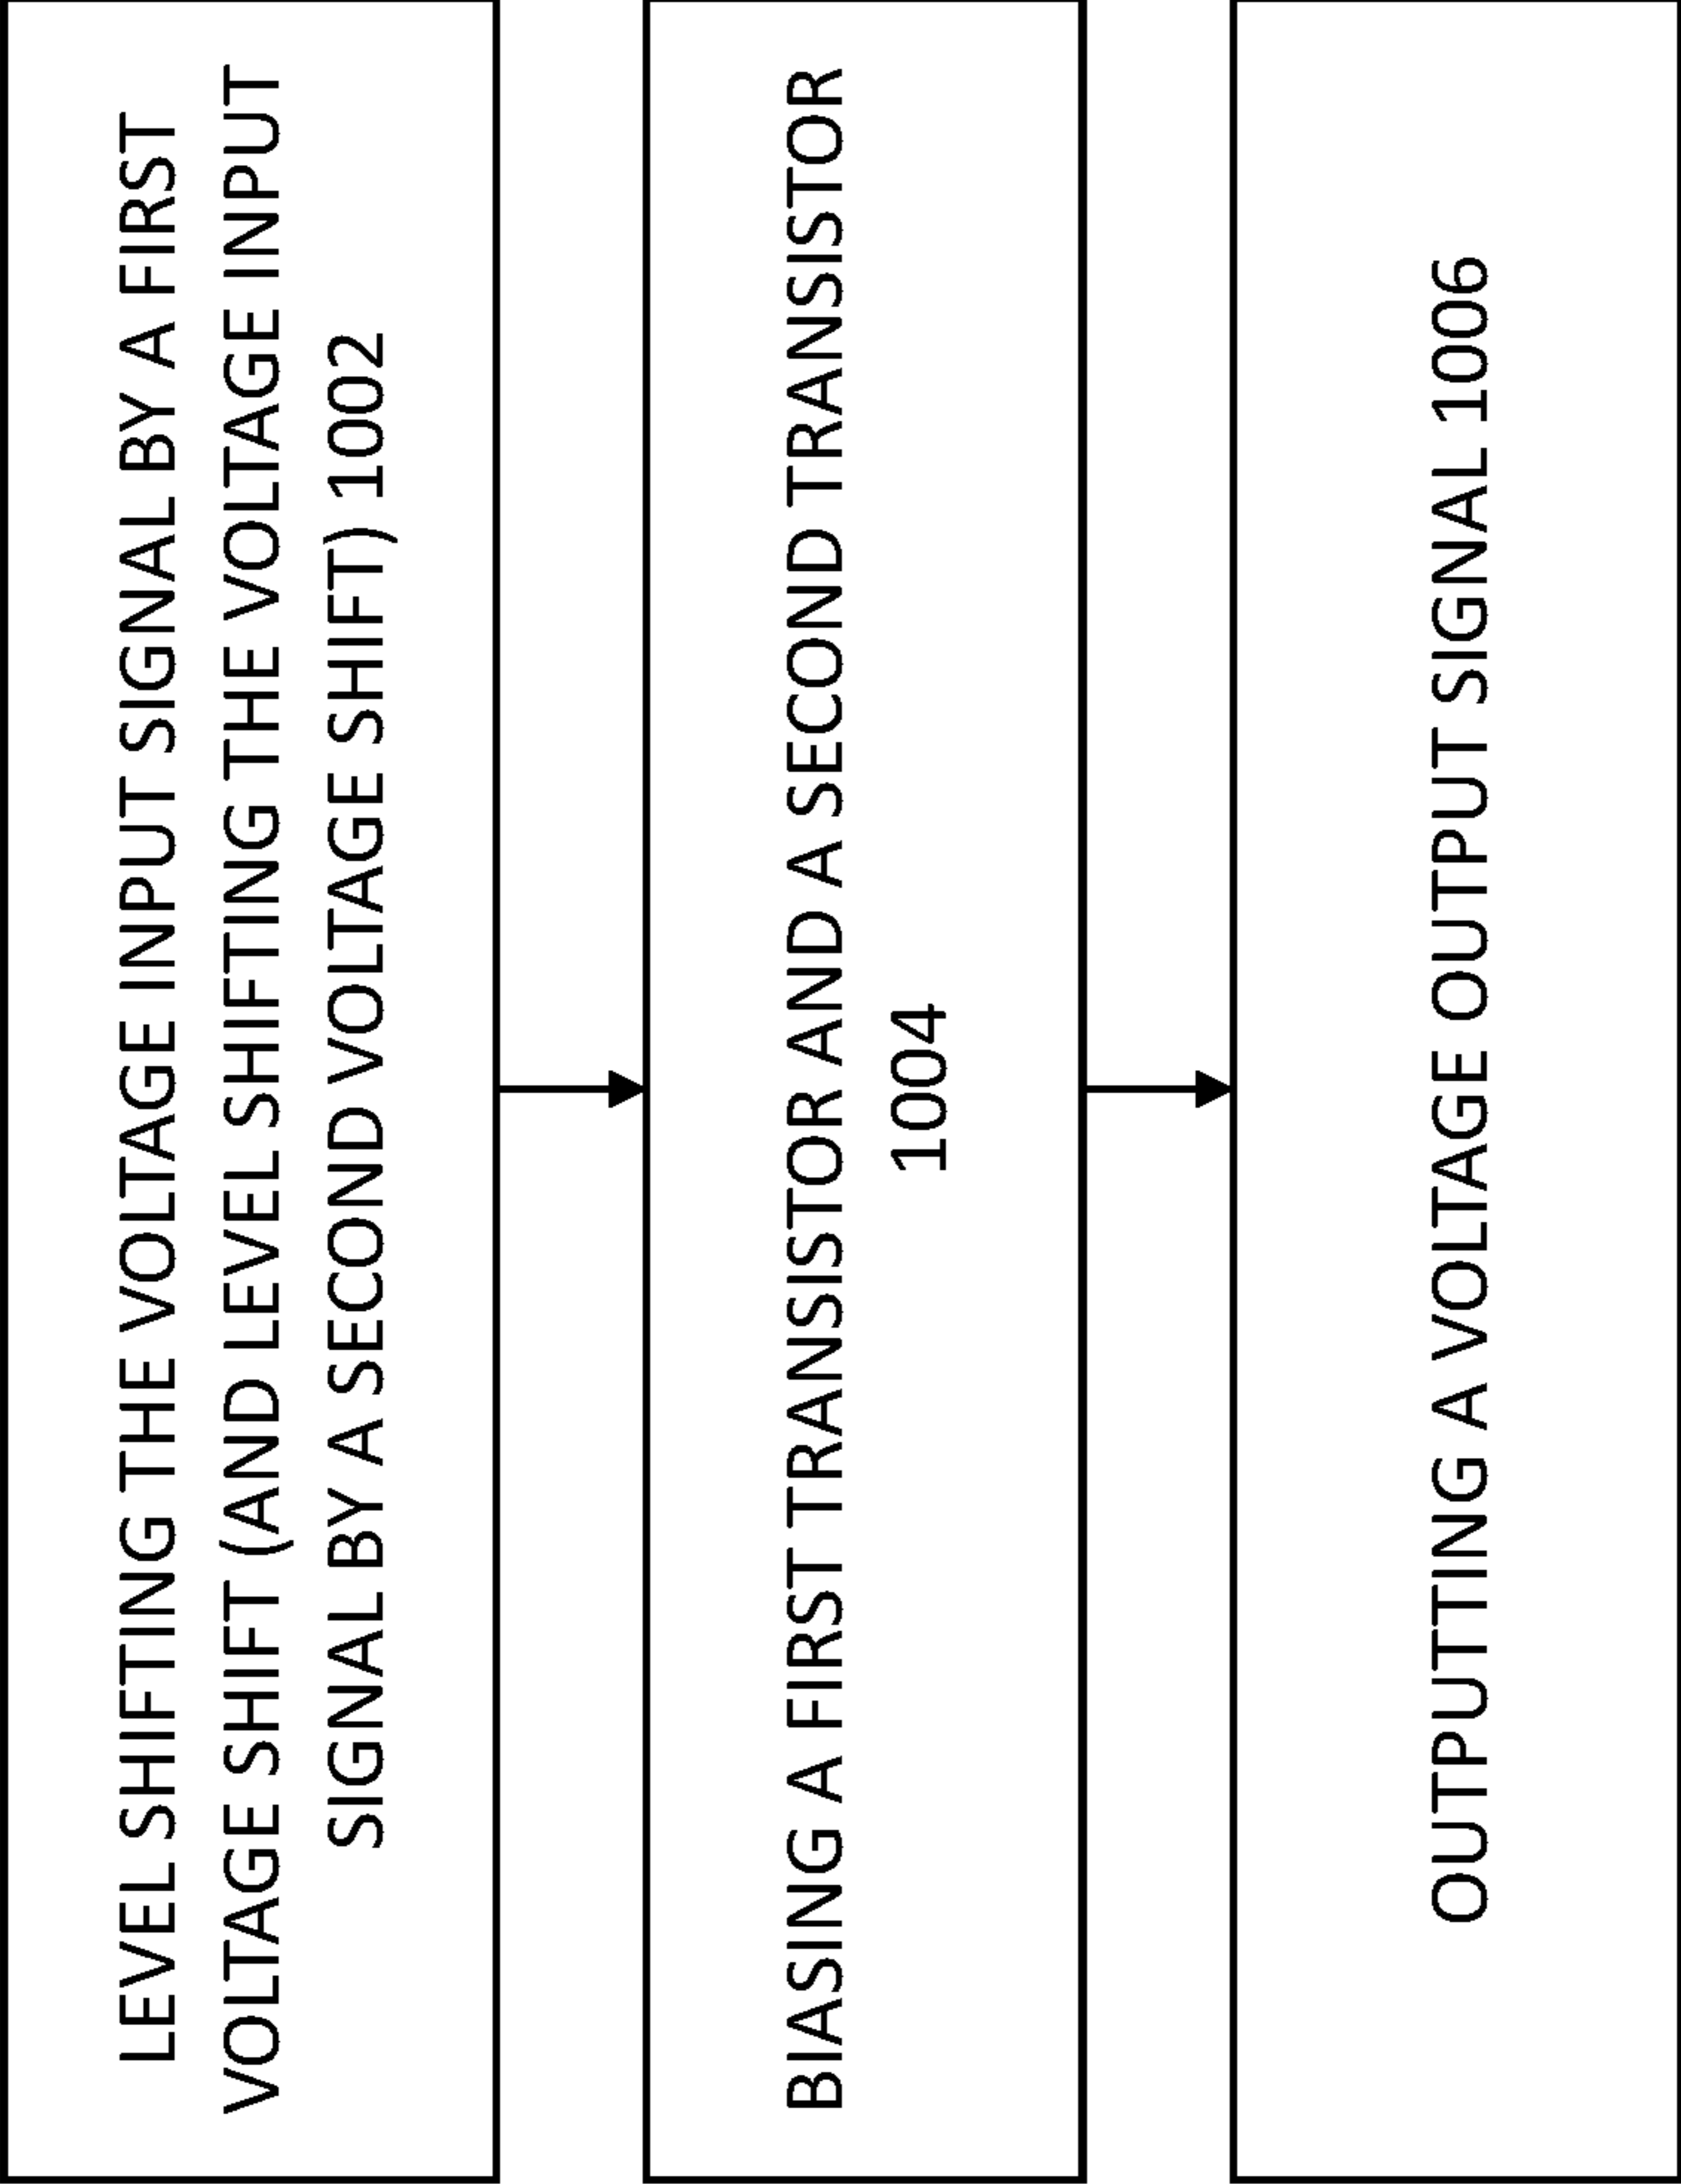 LEVEL SHIFTING THE VOLTAGE INPUT SIGNAL BY A FIRST
VOLTAGE SHIFT (AND LEVEL SHIFTING THE VOLTAGE INPUT
SIGNAL BY A SECOND VOLTAGE SHIFT) 1002
BIASING A FIRST TRANSISTOR AND A SECOND TRANSISTOR
1004
OUTPUTTING A VOLTAGE OUTPUT SIGNAL 1006